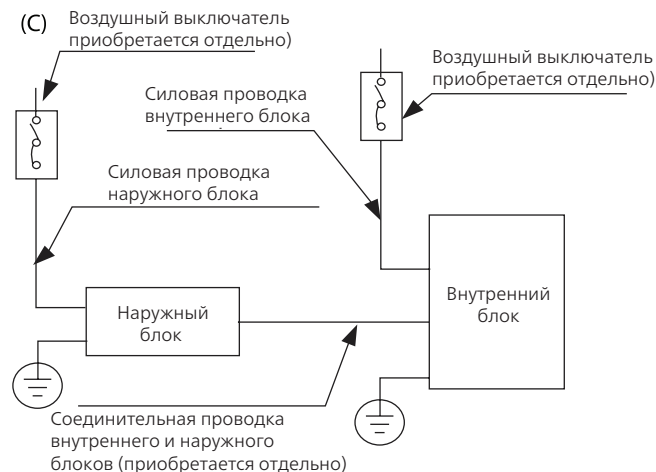 (C)
Воздушный выключатель
приобретается отдельно)
Воздушный выключатель
приобретается отдельно)
Силовая проводка
внутреннего блока
Силовая проводка
наружного блока
Наружный
блок
Внутренний
блок
Соединительная проводка
внутреннего и наружного
блоков (приобретается отдельно)